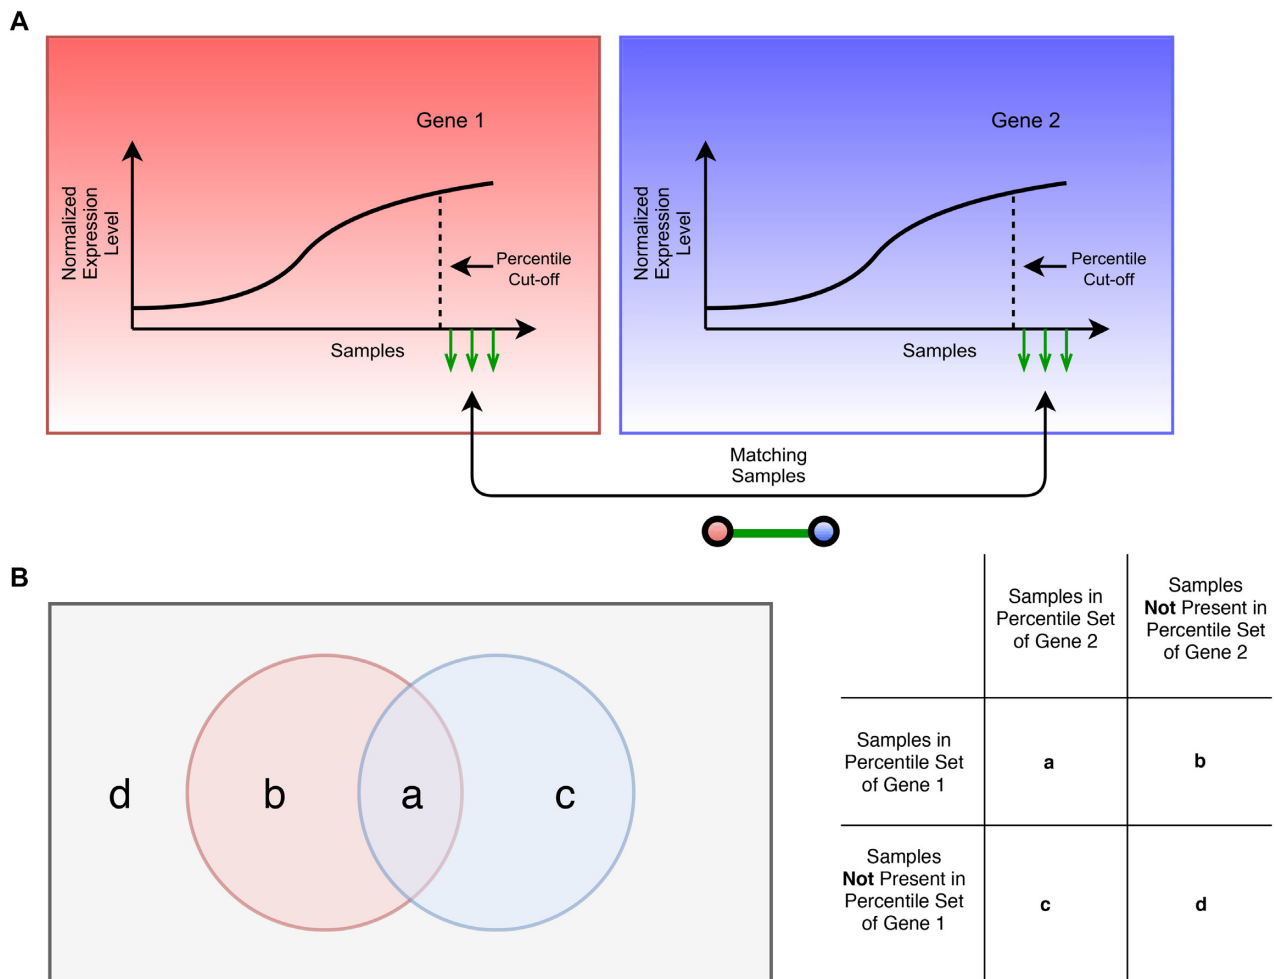 A
Gene 1
Normalized
Expression
Level
Percentile
Cut-off
Samples
Gene 2
Normalized
Expression
Level
Percentile
Cut-off
Samples
Matching
Samples
B
d
b
a
c
Samples in
Percentile Set
of Gene 2
Samples
Not Present in
Percentile Set
of Gene 2
Samples in
Percentile Set
of Gene 1
a
b
Samples
Not Present in
Percentile Set
of Gene 1
c
d